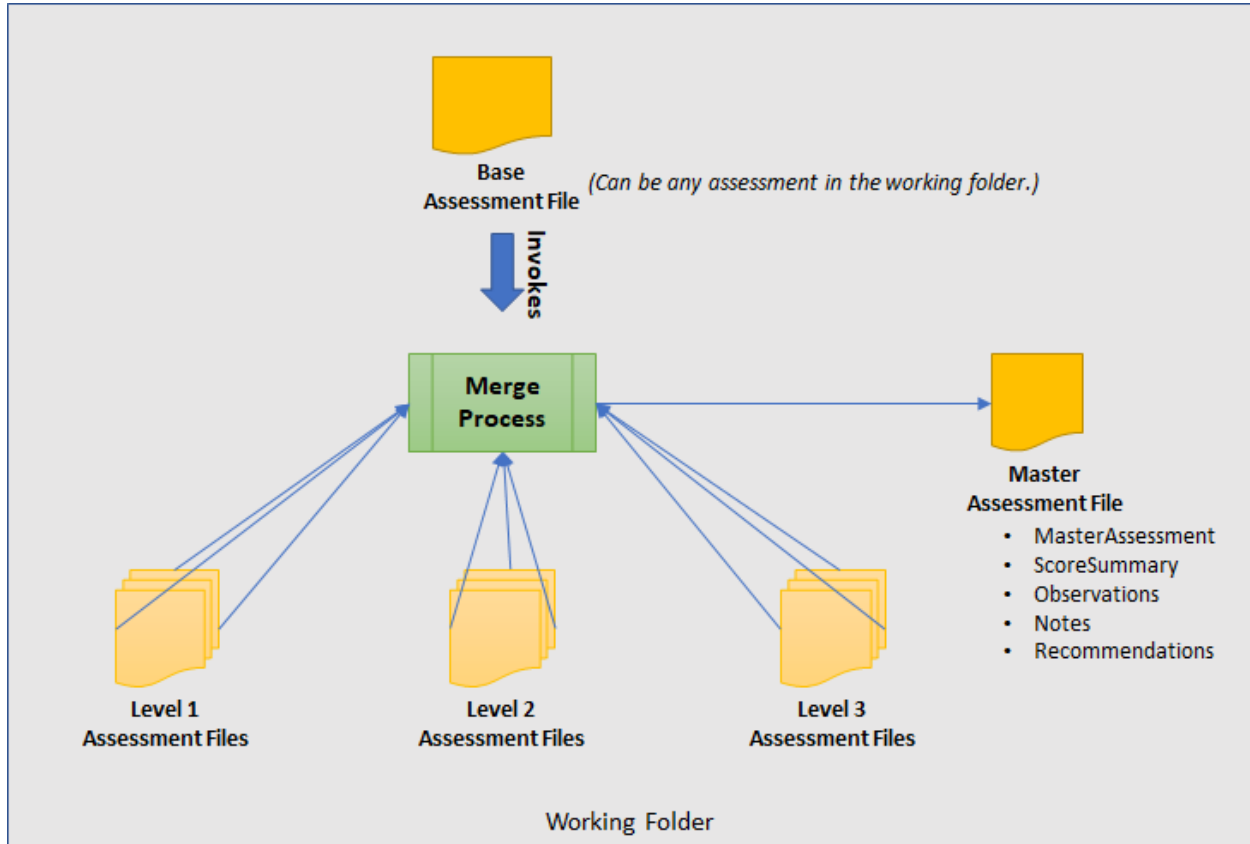 Base
Assessment File
(Can be any assessment in the working folder.)
Invokes
Merge
Process
Master
Assessment File
• MasterAssessment
• ScoreSummary
• Observations
• Notes
• Recommendations
Level 1
Assessment Files
Level 2
Assessment Files
Level 3
Assessment Files
Working Folder